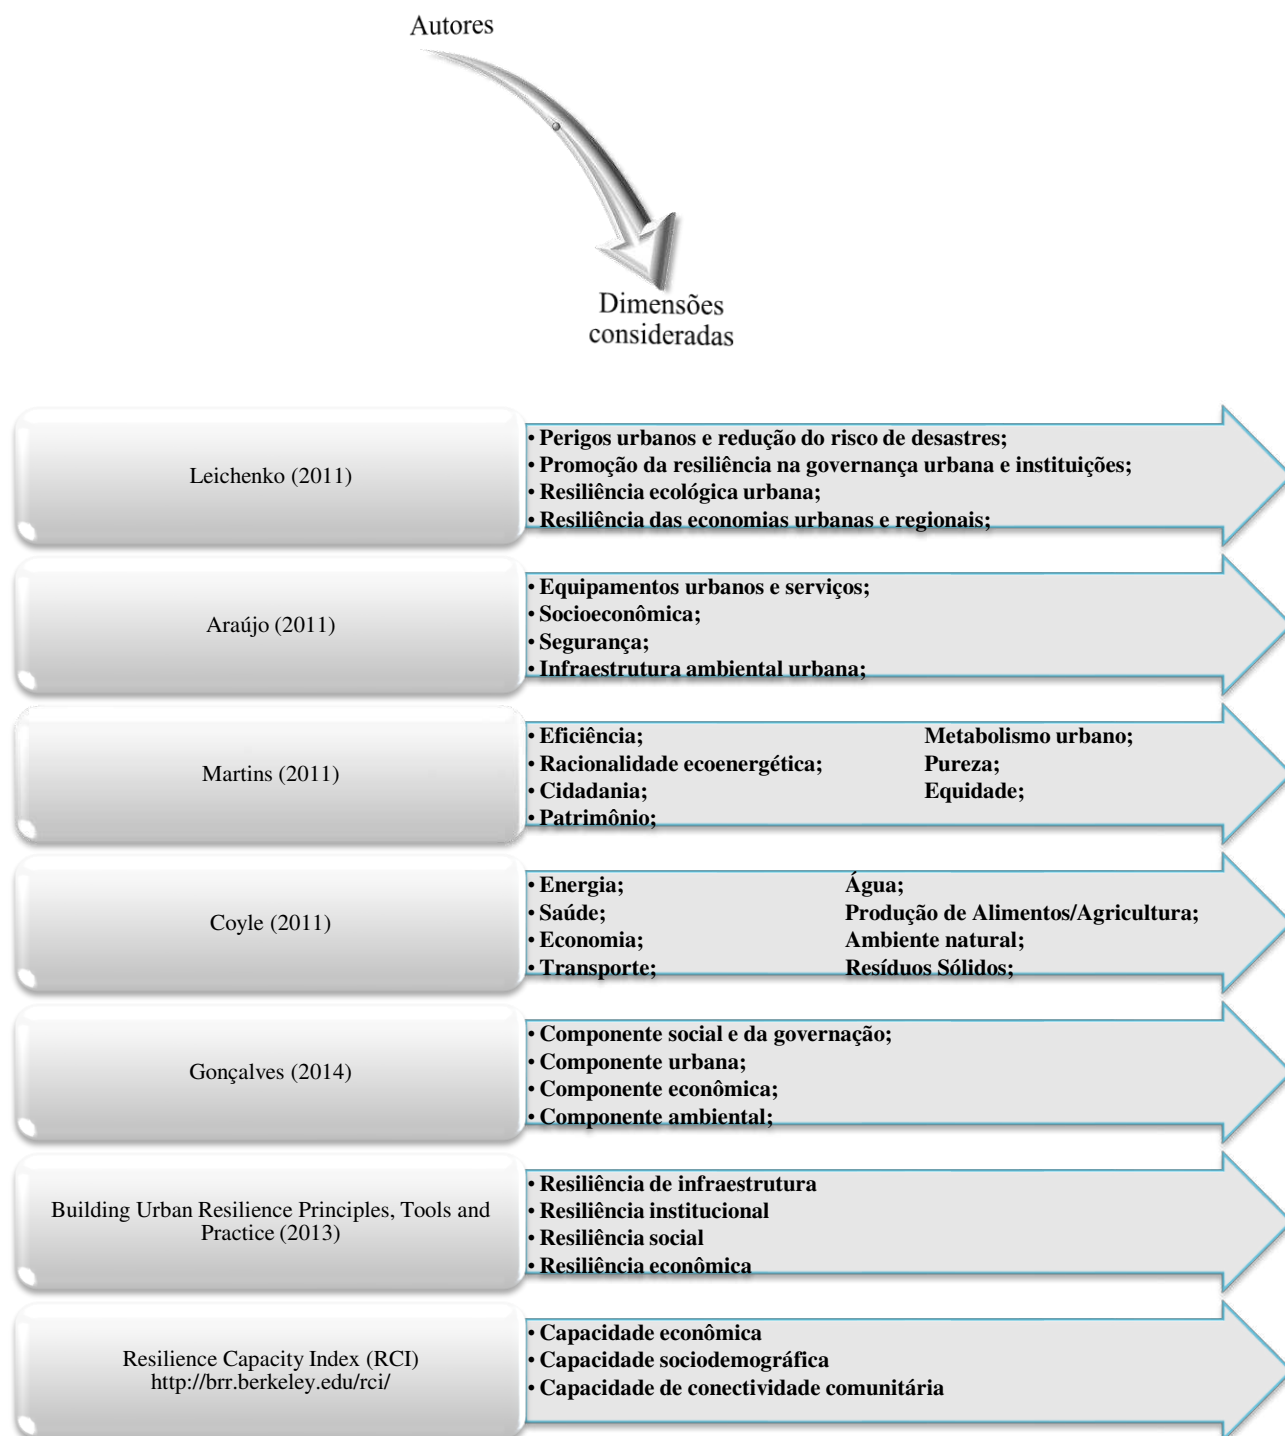 Autores
Dimensões
consideradas
Leichenko (2011)
• Perigos urbanos e redução do risco de desastres;
• Promoção da resiliência na governança urbana e instituições;
• Resiliência ecológica urbana;
• Resiliência das economias urbanas e regionais;
Araújo (2011)
• Equipamentos urbanos e serviços;
• Socioeconômica;
• Segurança;
• Infraestrutura ambiental urbana;
Martins (2011)
• Eficiência; Metabolismo urbano;
• Racionalidade ecoenergética; Pureza;
• Cidadania; Equidade;
• Patrimônio;
Coyle (2011)
• Energia; Água;
• Saúde; Produção de Alimentos/Agricultura;
• Economia; Ambiente natural;
• Transporte; Resíduos Sólidos;
Gonçalves (2014)
• Componente social e da governação;
• Componente urbana;
• Componente econômica;
• Componente ambiental;
Building Urban Resilience Principles, Tools and
Practice (2013)
• Resiliência de infraestrutura
• Resiliência institucional
• Resiliência social
• Resiliência econômica
Resilience Capacity Index (RCI)
http://brr.berkeley.edu/rci/
• Capacidade econômica
• Capacidade sociodemográfica
• Capacidade de conectividade comunitária